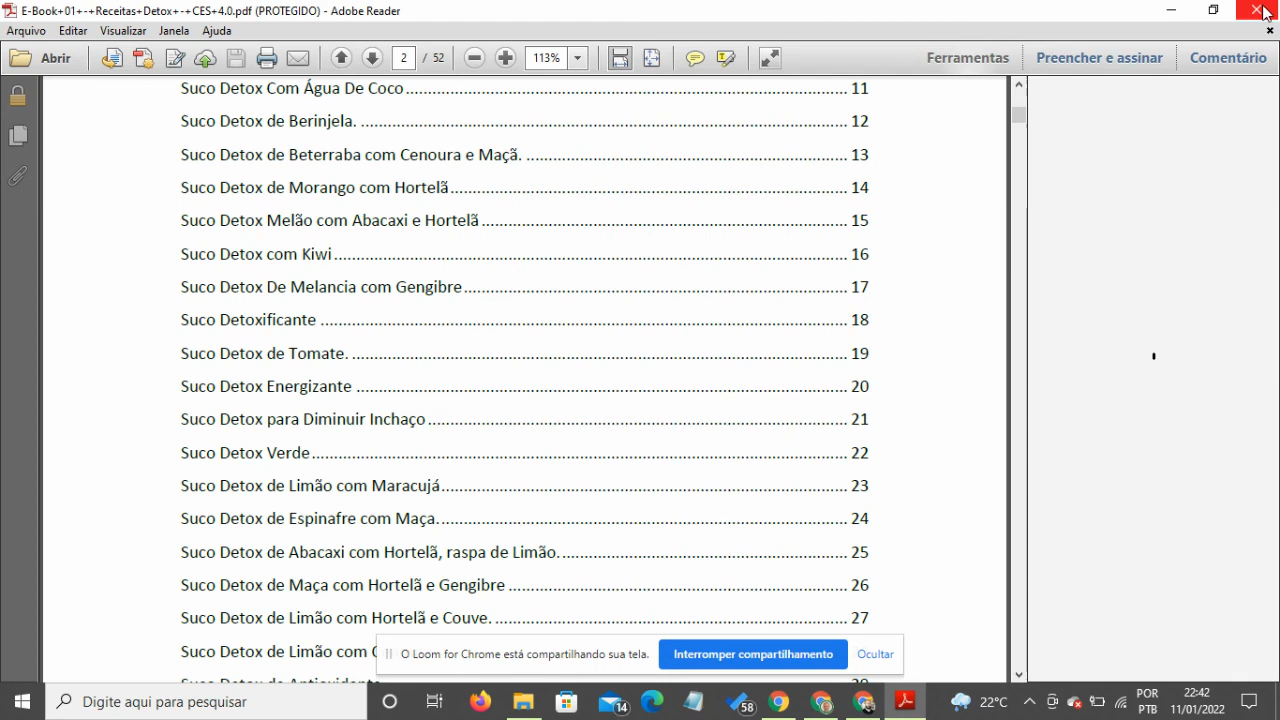 E-Book+01+-+Receitas+Detox+-+CES+4.0.pdf (PROTEGIDO) - Adobe Reader
Arquivo Editar Visualizar Janela Ajuda
Abrir 2 / 52 113% Ferramentas Preencher e assinar Comentário
Suco Detox Com Água De Coco 11
Suco Detox de Berinjela. 12
Suco Detox de Beterraba com Cenoura e Maçã. 13
Suco Detox de Morango com Hortelã 14
Suco Detox Melão com Abacaxi e Hortelã 15
Suco Detox com Kiwi 16
Suco Detox De Melancia com Gengibre 17
Suco Detoxificante 18
Suco Detox de Tomate. 19
Suco Detox Energizante 20
Suco Detox para Diminuir Inchaço 21
Suco Detox Verde 22
Suco Detox de Limão com Maracujá 23
Suco Detox de Espinafre com Maça. 24
Suco Detox de Abacaxi com Hortelã, raspa de Limão. 25
Suco Detox de Maça com Hortelã e Gengibre 26
Suco Detox de Limão com Hortelã e Couve. 27
Suco Detox de Limão com
O Loom for Chrome está compartilhando sua tela. Interromper compartilhamento Ocultar
Digite aqui para pesquisar
14
58
22°C
POR
PTB
22:42
11/01/2022